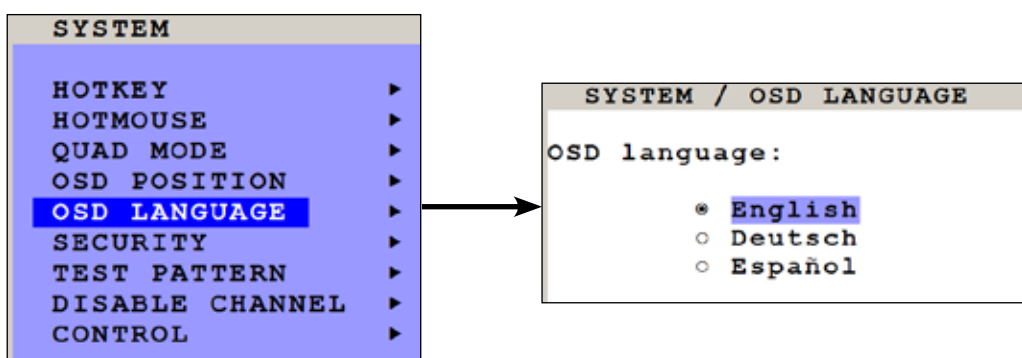 SYSTEM
HOTKEY
HOTMOUSE
QUAD MODE
OSD POSITION
OSD LANGUAGE
SECURITY
TEST PATTERN
DISABLE CHANNEL
CONTROL
SYSTEM / OSD LANGUAGE
OSD language:
English
Deutsch
Español